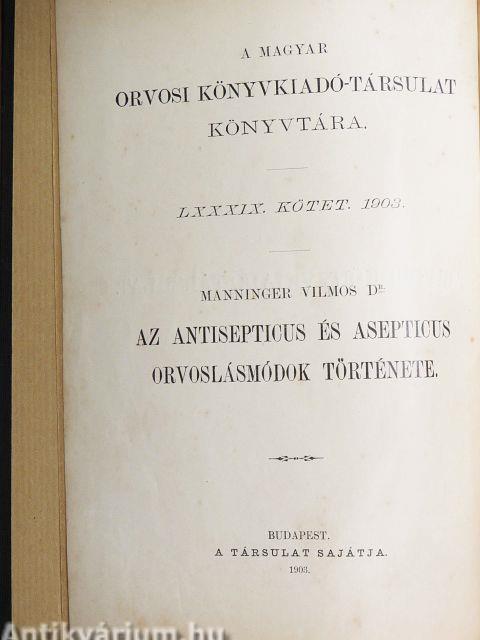 A MAGYAR
ORVOSI KÖNYVKIADÓ-TÁRSULAT
KÖNYVTÁRA.
LXXXIX. KÖTET. 1903.
MANNINGER VILMOS Dr.
AZ ANTISEPTICUS ÉS ASEPTICUS
ORVOSLÁSMÓDOK TÖRTÉNETE.
BUDAPEST.
A TÁRSULAT SAJÁTJA.
1903.
Antikvárium.hu